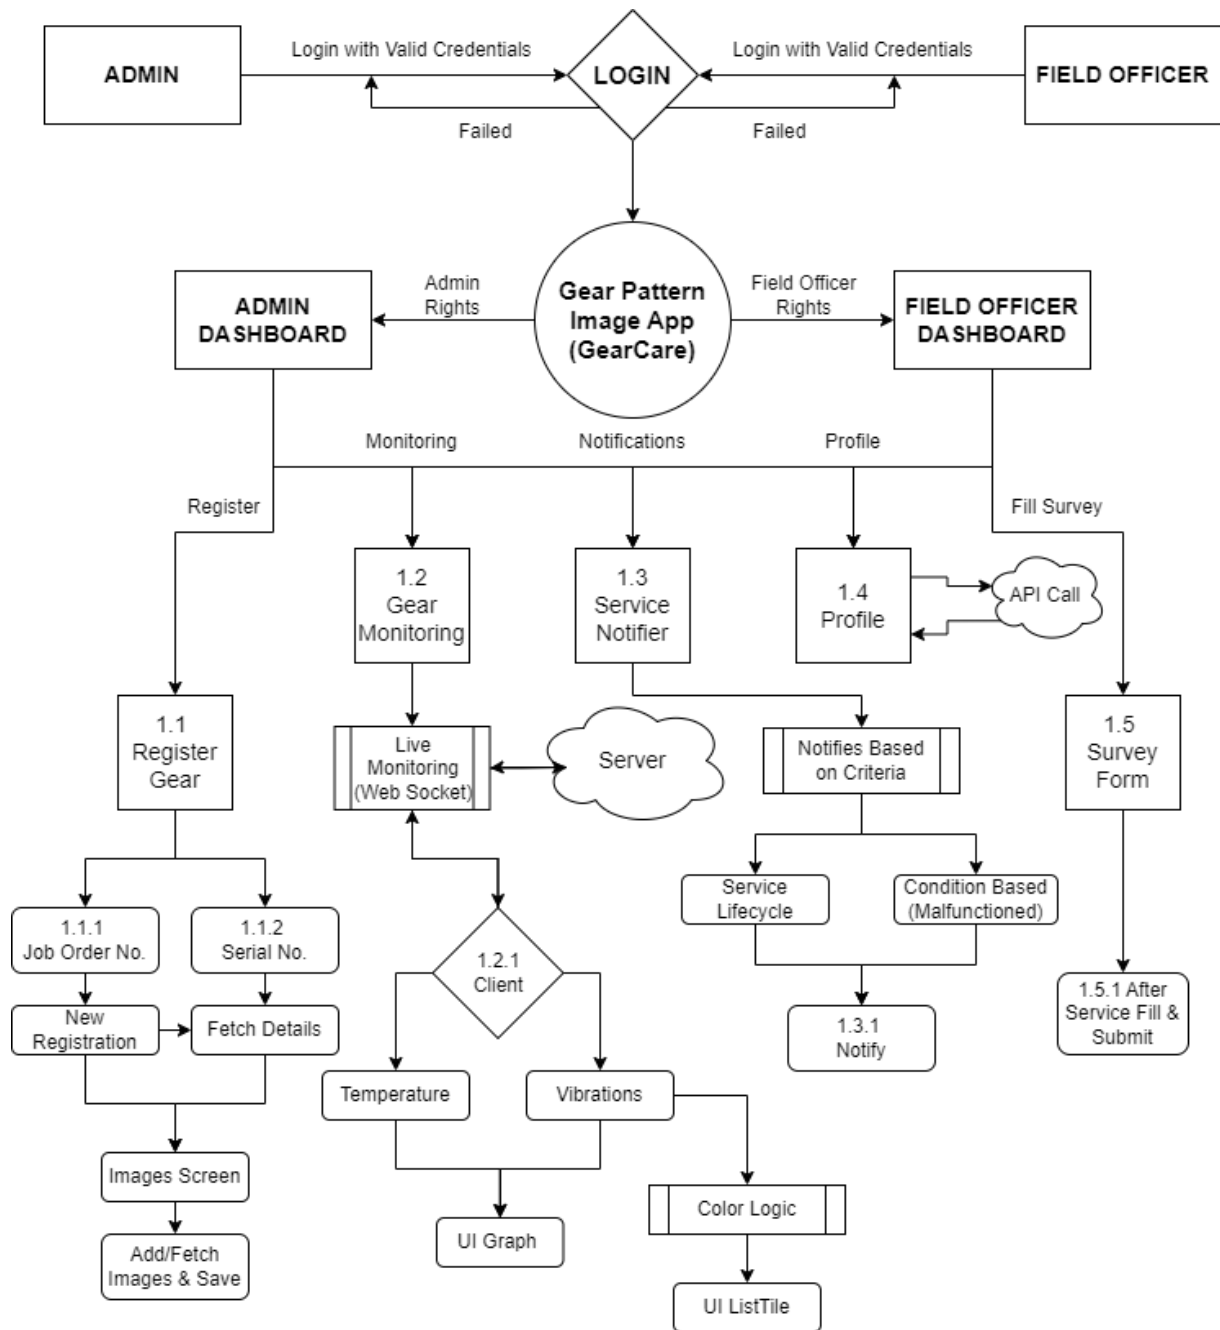 Login with Valid Credentials
Login with Valid Credentials
ADMIN
LOGIN
FIELD OFFICER
Failed
Failed
Admin
Rights
Field Officer
Rights
ADMIN
DASHBOARD
Gear Pattern
Image App
(GearCare)
FIELD OFFICER
DASHBOARD
Monitoring
Notifications
Profile
Register
Fill Survey
1.2
Gear
Monitoring
1.3
Service
Notifier
1.4
Profile
API Call
1.1
Register
Gear
Live
Monitoring
(Web Socket)
Server
Notifies Based
on Criteria
1.5
Survey
Form
1.1.1
Job Order No.
1.1.2
Serial No.
Service
Lifecycle
Condition Based
(Malfunctioned)
1.2.1
Client
New
Registration
Fetch Details
1.3.1
Notify
1.5.1 After
Service Fill &
Submit
Temperature
Vibrations
Images Screen
Color Logic
UI Graph
Add/Fetch
Images & Save
UI ListTile